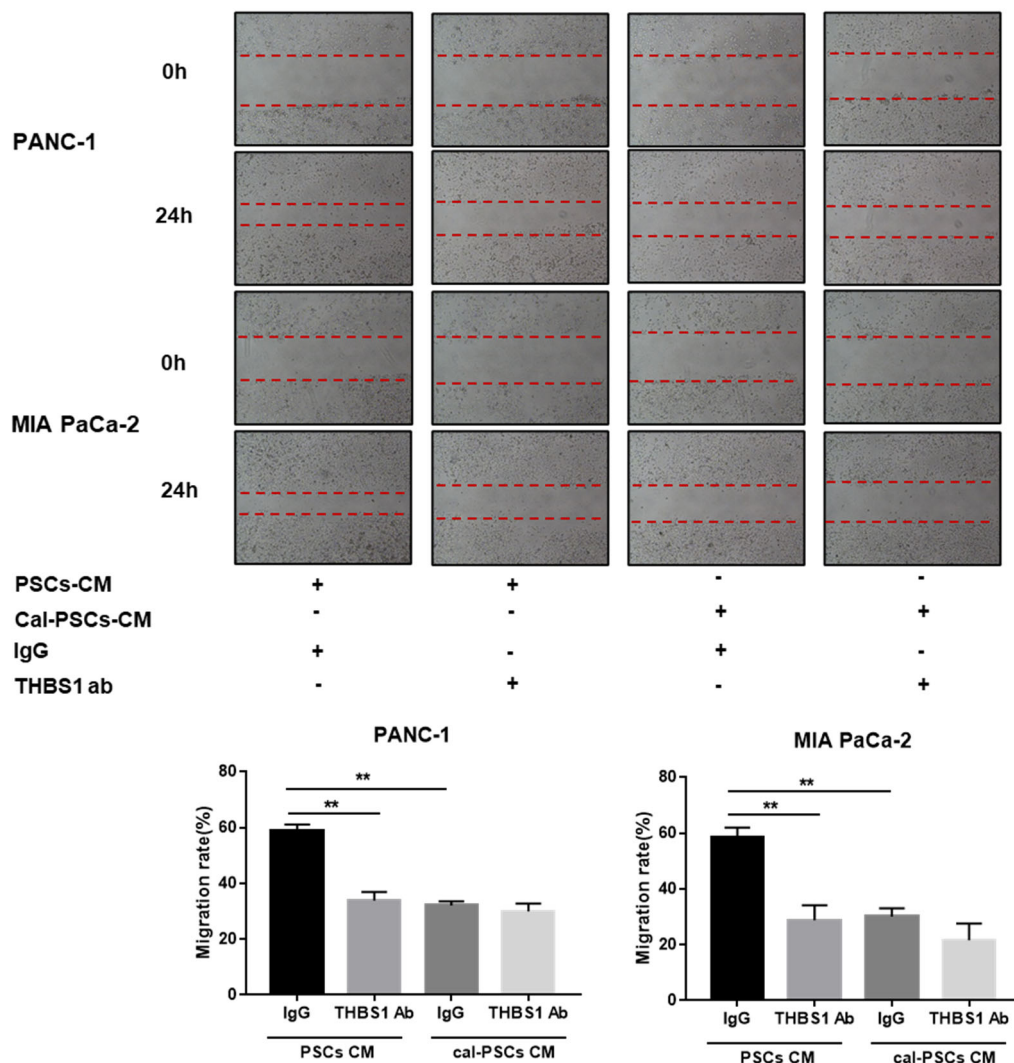 0h
PANC-1
24h
0h
MIA PaCa-2
24h
PSCs-CM + + - -
Cal-PSCs-CM - - + +
IgG + - + -
THBS1 ab - + - +
PANC-1
Migration rate(%)
80
60
40
20
0
**
**
IgG THBS1 Ab IgG THBS1 Ab
PSCs CM cal-PSCs CM
MIA PaCa-2
Migration rate(%)
80
60
40
20
0
**
**
IgG THBS1 Ab IgG THBS1 Ab
PSCs CM cal-PSCs CM